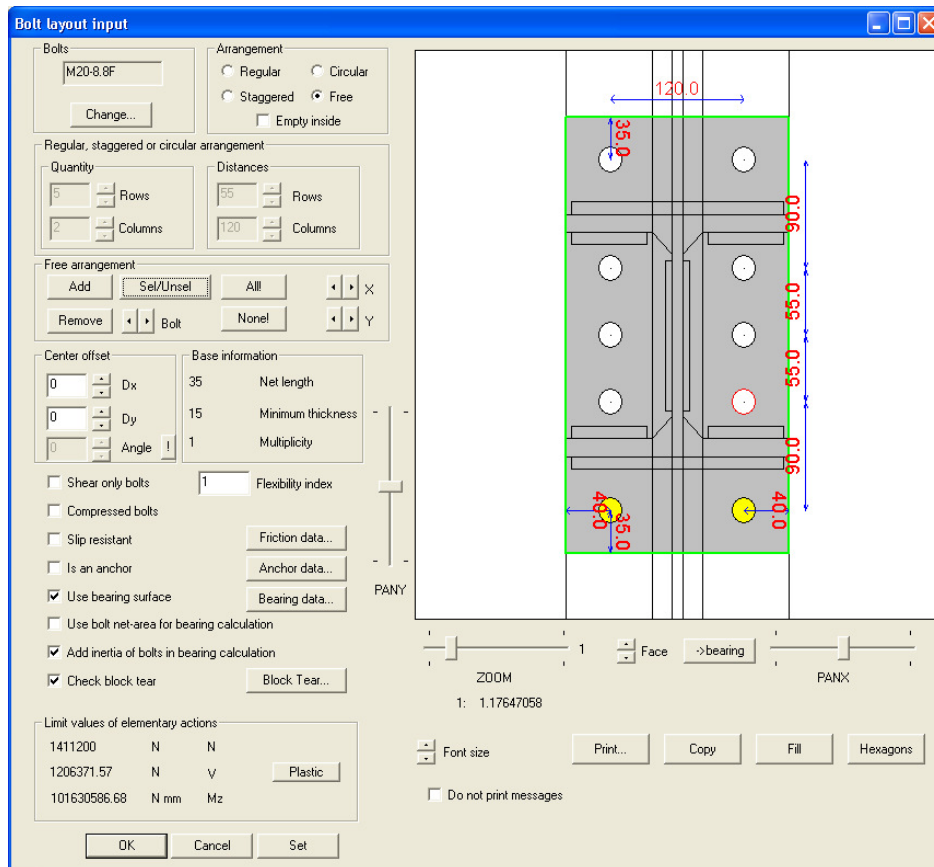 Bolt layout input
Bolts
M20-8.8F
Change...
Arrangement
Regular
Circular
Staggered
Free
Empty inside
Regular, staggered or circular arrangement
Quantity
5
Rows
2
Columns
Distances
55
Rows
120
Columns
Free arrangement
Add
Sel/Unsel
All!
X
Remove
Bolt
None!
Y
Center offset
0
Dx
0
Dy
0
Angle
!
Base information
35
Net length
15
Minimum thickness
1
Multiplicity
Shear only bolts
1
Flexibility index
Compressed bolts
Slip resistant
Friction data...
Is an anchor
Anchor data...
Use bearing surface
Bearing data...
Use bolt net-area for bearing calculation
Add inertia of bolts in bearing calculation
Check block tear
Block Tear...
PANY
Limit values of elementary actions
1411200 N N
1206371.57 N V
101630586.68 N mm Mz
Plastic
OK
Cancel
Set
120.0
35.0
90.0
55.0
55.0
90.0
40.0
35.0
40.0
ZOOM
1
Face
->bearing
PANX
1: 1.17647058
Font size
Print...
Copy
Fill
Hexagons
Do not print messages